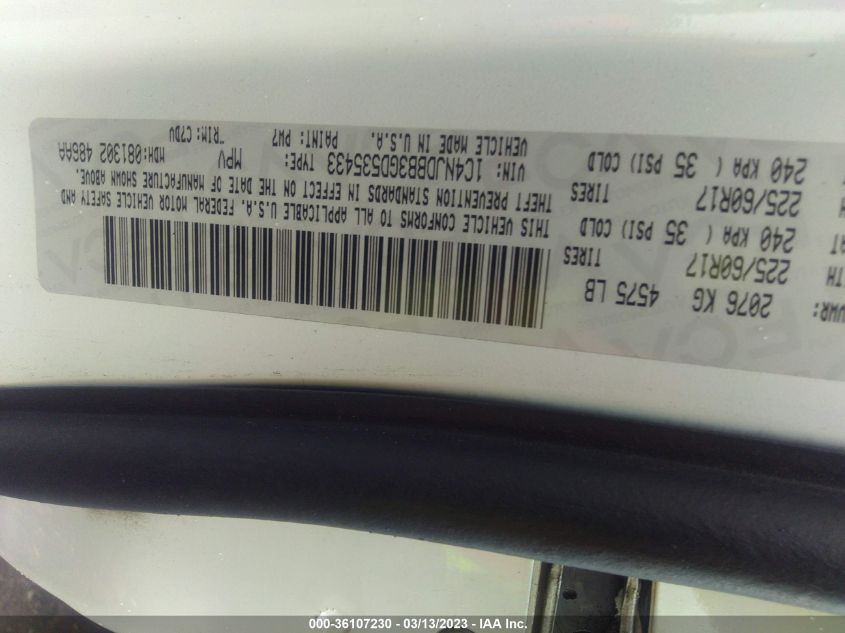 2076 KG 4575 LB
225/60R17 TIRES
240 KPA ( 35 PSI) COLD
225/60R17 TIRES
240 KPA ( 35 PSI) COLD
THIS VEHICLE CONFORMS TO ALL APPLICABLE U.S.A. FEDERAL MOTOR VEHICLE SAFETY AND
THEFT PREVENTION STANDARDS IN EFFECT ON THE DATE OF MANUFACTURE SHOWN ABOVE.
VIN: 1C4NJDBB3GD535433 TYPE: MPV MDH:081302 486AA
PAINT: PW7 TRIM: C7DV
VEHICLE MADE IN U.S.A.
000-36107230 - 03/13/2023 - IAA Inc.